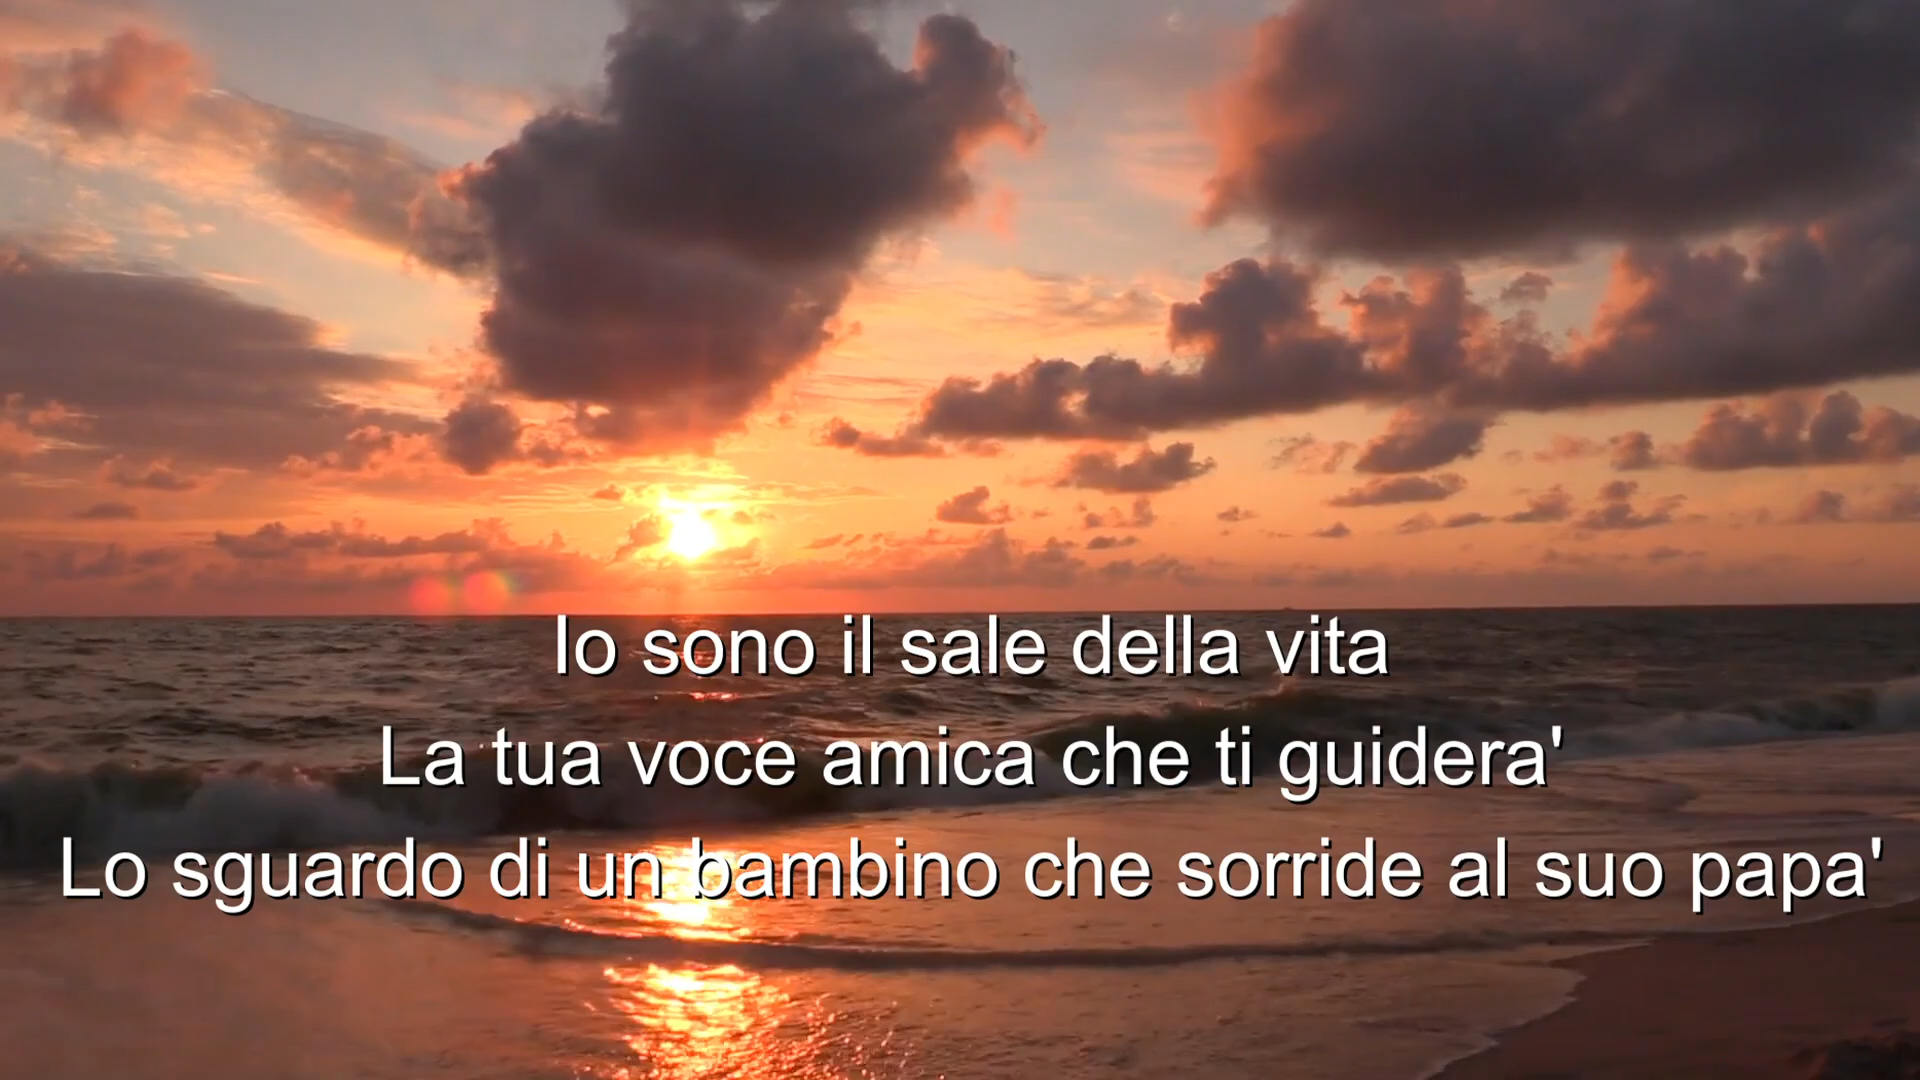 Io sono il sale della vita
La tua voce amica che ti guidera'
Lo sguardo di un bambino che sorride al suo papa'